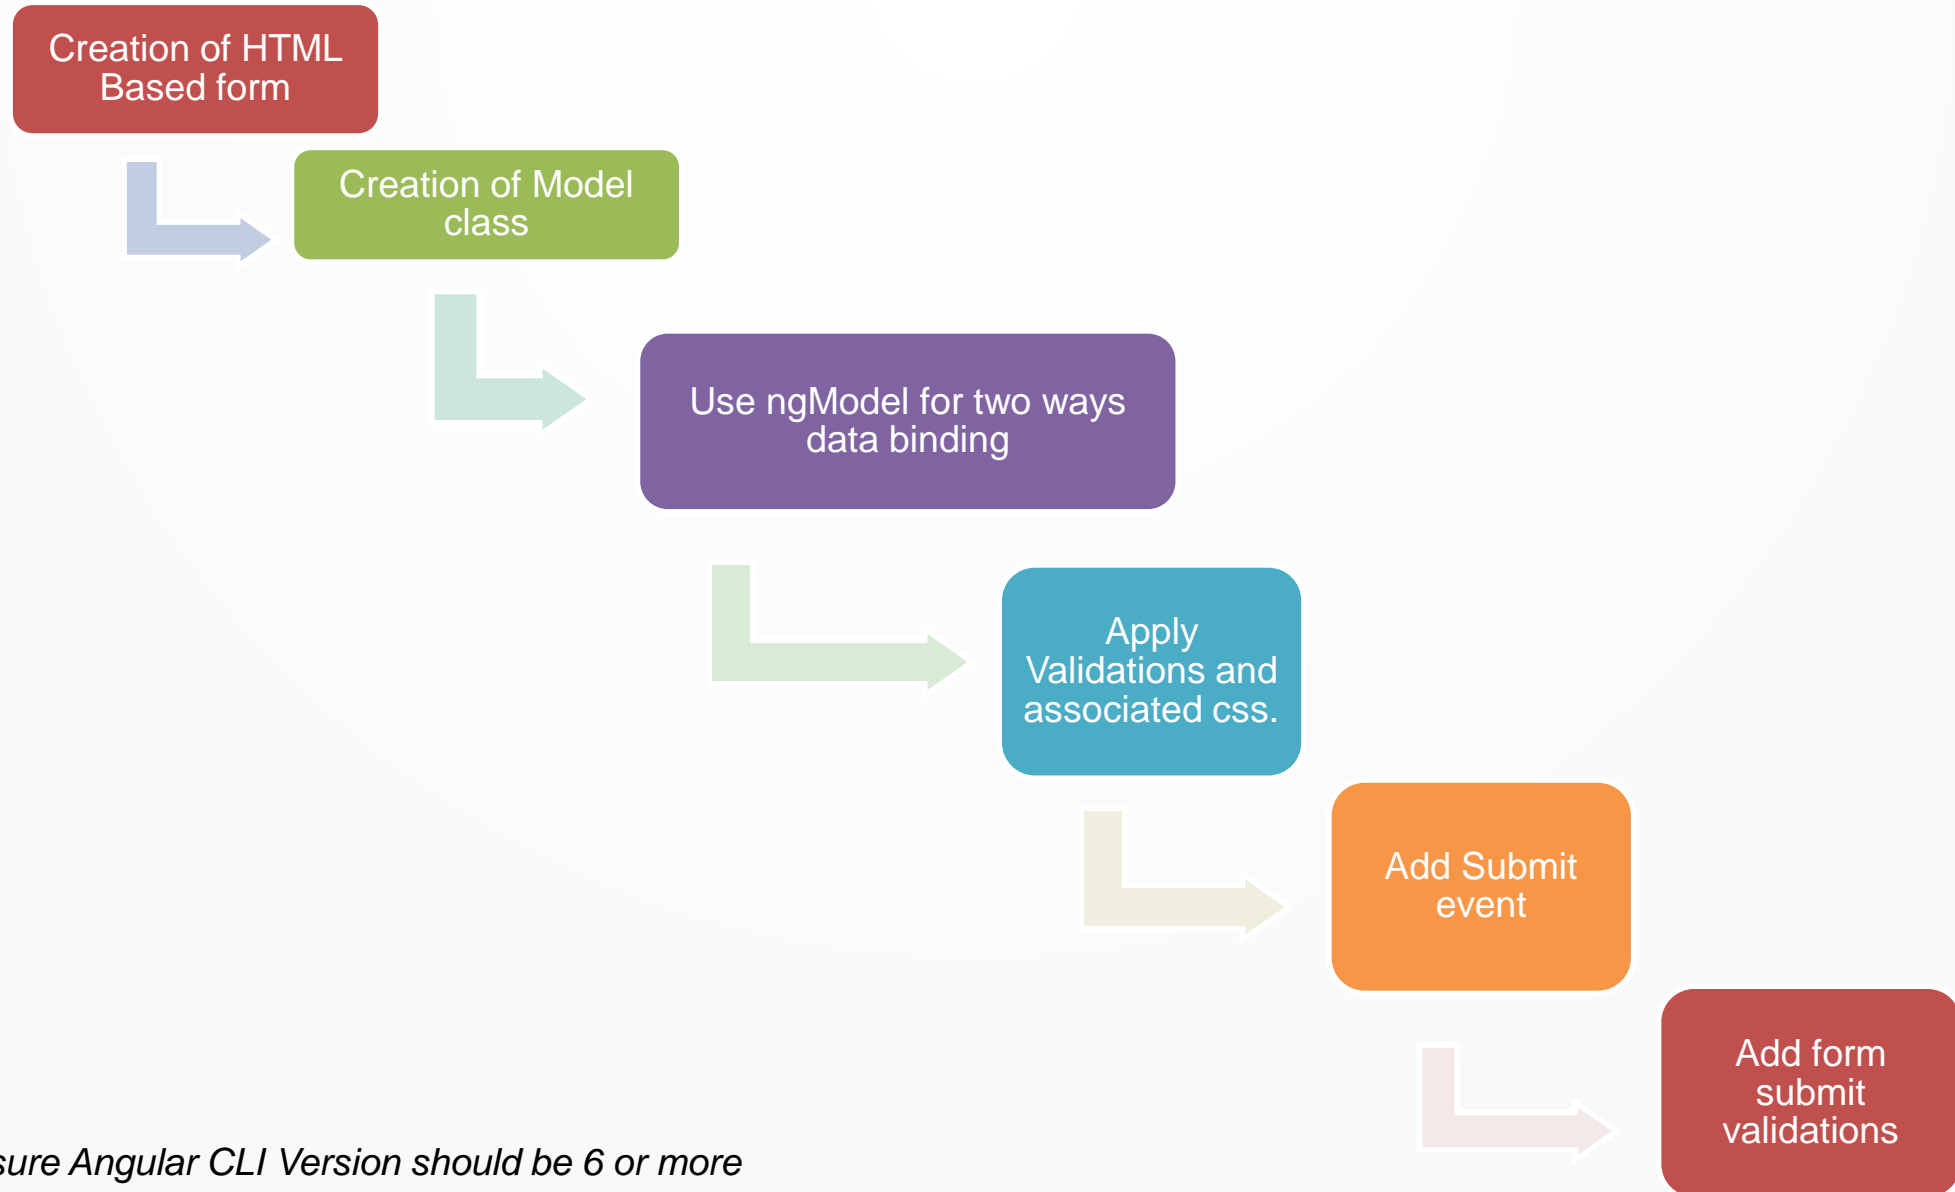 Creation of HTML
Based form
Creation of Model
class
Use ngModel for two ways
data binding
Apply
Validations and
associated css.
Add Submit
event
Add form
submit
validations
Angular CLI Version should be 6 or more